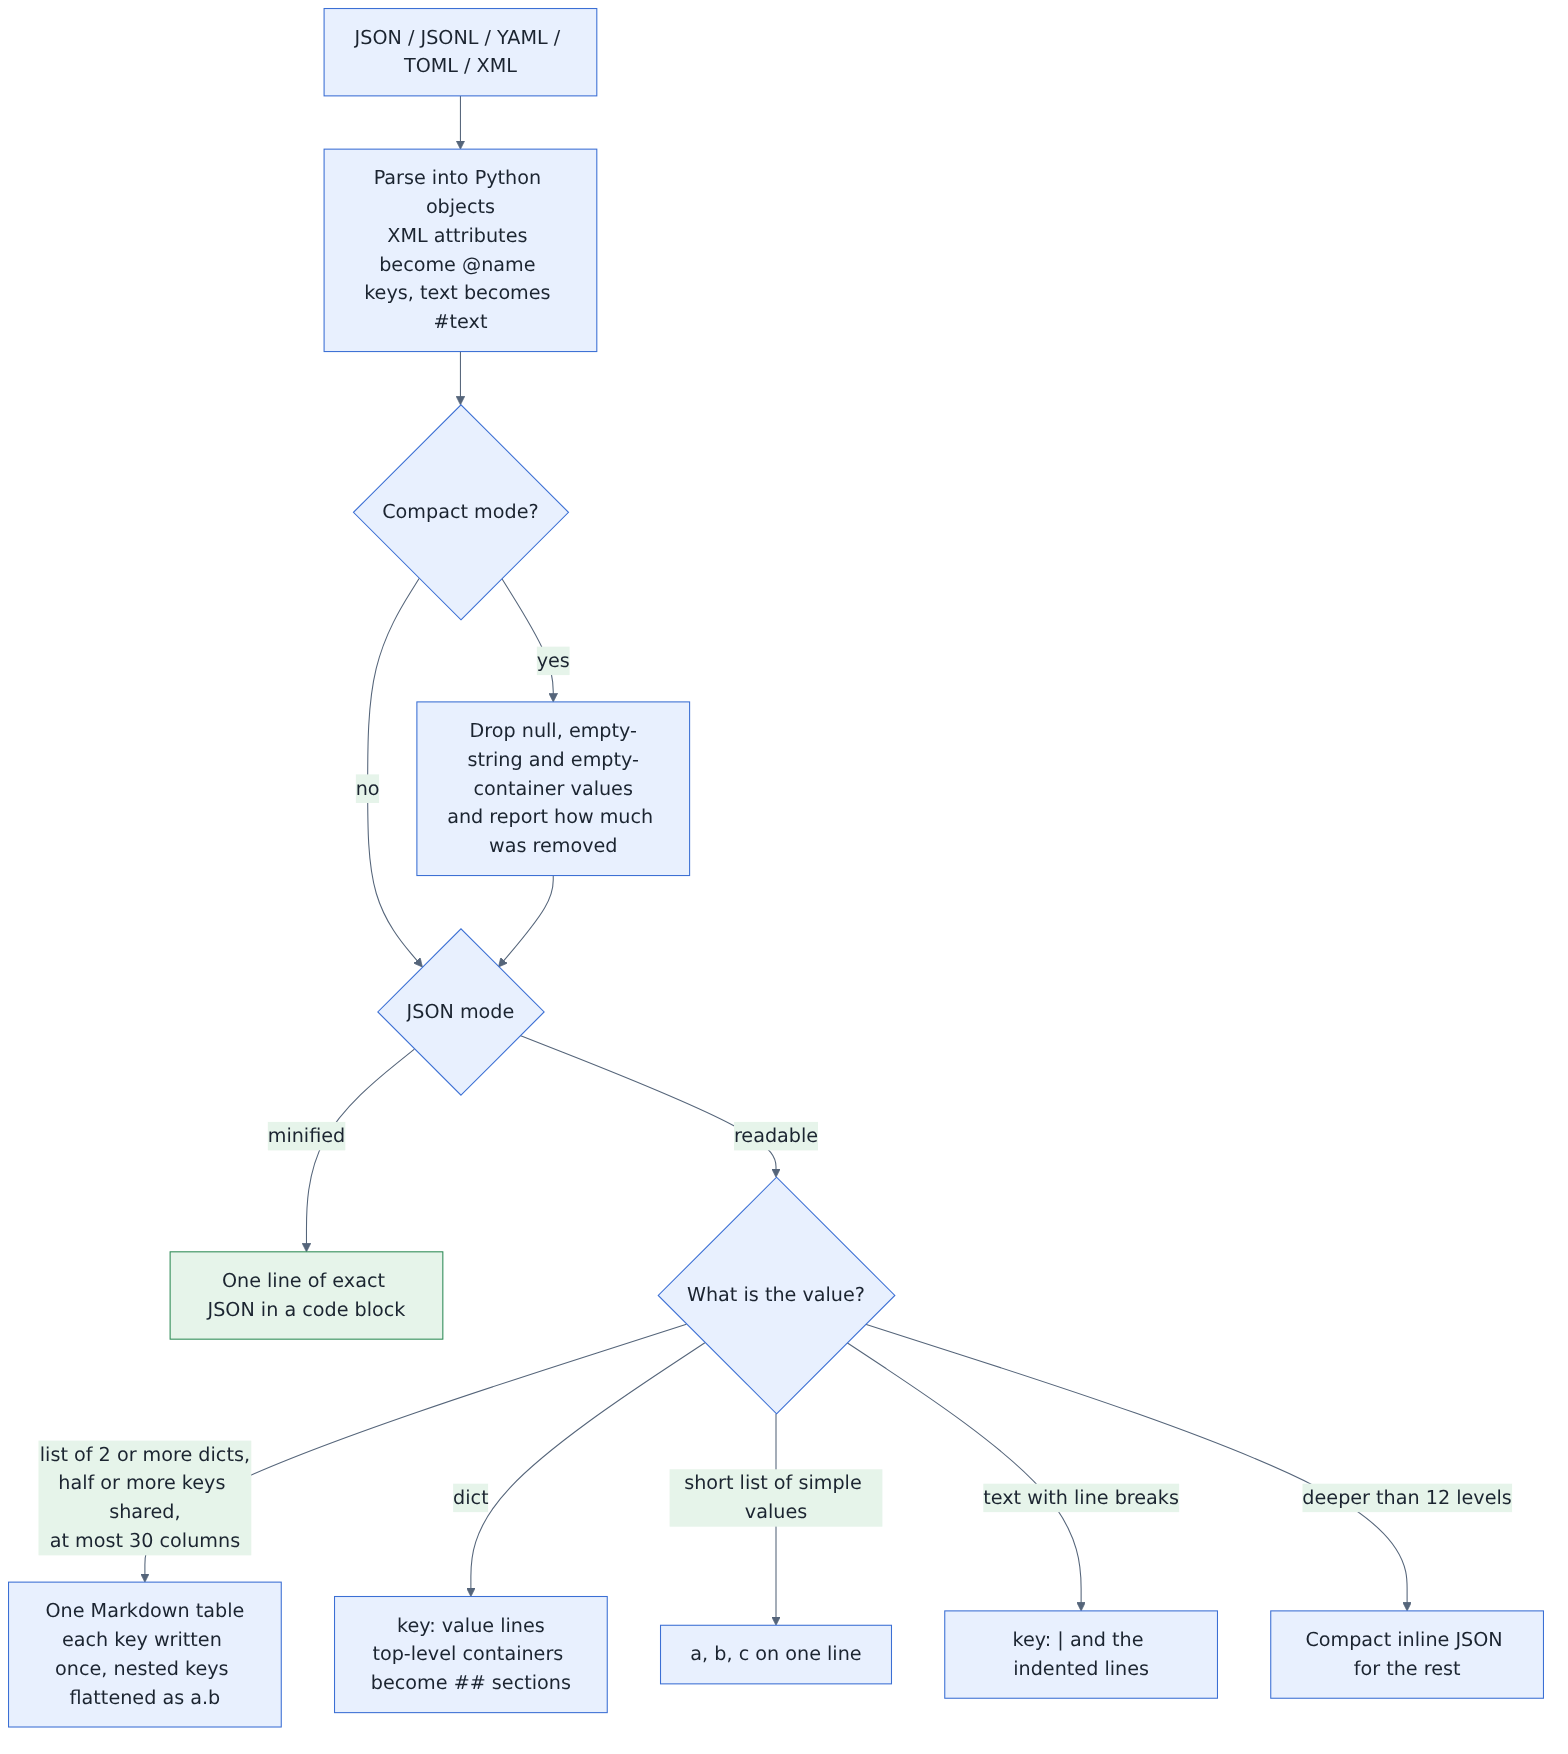 JSON / JSONL / YAML /
TOML / XML
Parse into Python
objects
XML attributes
become @name
keys, text becomes
#text
Compact mode?
yes
Drop null, empty-
string and empty-
container values
and report how much
was removed
no
JSON mode
minified
readable
One line of exact
JSON in a code block
What is the value?
list of 2 or more dicts,
half or more keys
shared,
at most 30 columns
dict
short list of simple
values
text with line breaks
deeper than 12 levels
One Markdown table
each key written
once, nested keys
flattened as a.b
key: value lines
top-level containers
become ## sections
a, b, c on one line
key: | and the
indented lines
Compact inline JSON
for the rest